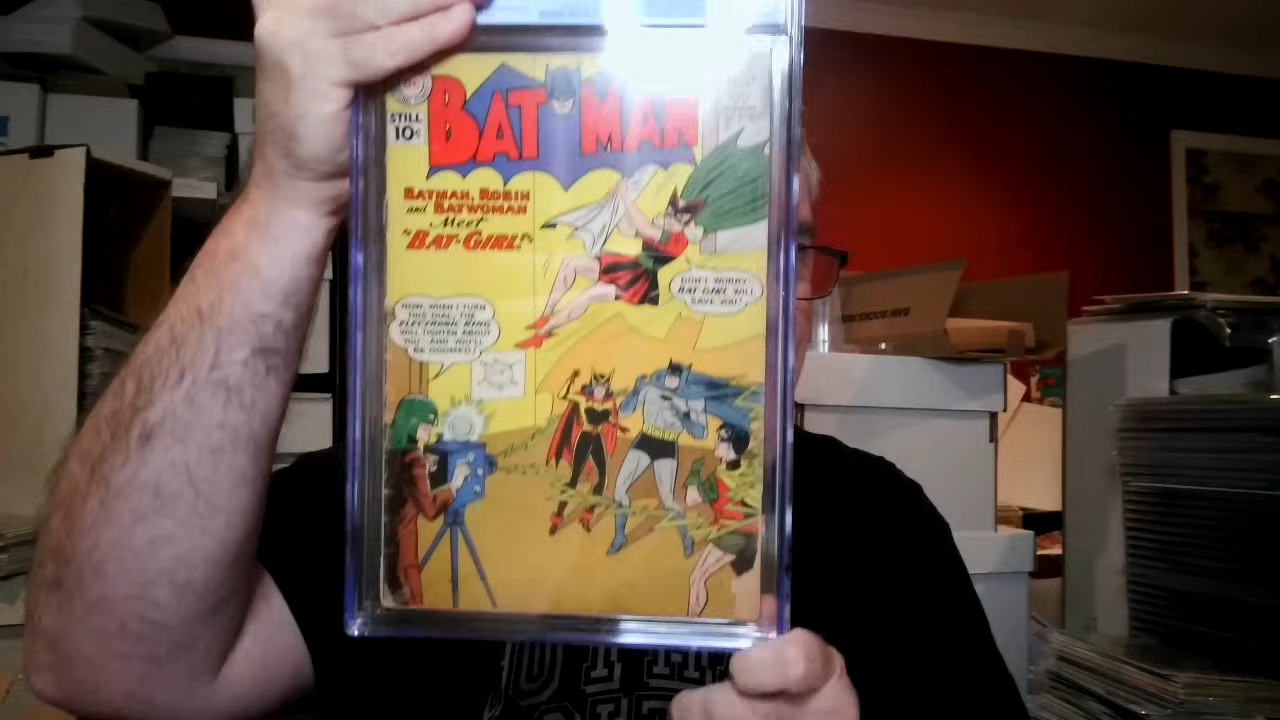 STILL
10¢
BATMAN
BATMAN, ROBIN
and BATWOMAN
Meet
"BAT-GIRL!"
DON'T WORRY
BAT-GIRL WILL
SAVE YOU!
NOW, WHEN I TURN
THIS DIAL, THE
ELECTRONIC RING
WILL TIGHTEN ABOUT
YOU-- AND YOU'LL
BE DOOMED!